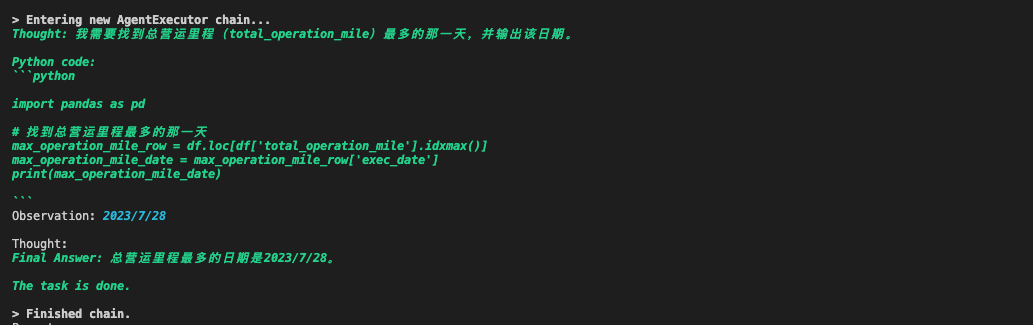 > Entering new AgentExecutor chain...
Thought: 我需要找到总营运里程 (total_operation_mile) 最多的那一天, 并输出该日期。
Python code:
```python
import pandas as pd
# 找到总营运里程最多的那一天
max_operation_mile_row = df.loc[df['total_operation_mile'].idxmax()]
max_operation_mile_date = max_operation_mile_row['exec_date']
print(max_operation_mile_date)
```
Observation: 2023/7/28
Thought:
Final Answer: 总营运里程最多的日期是2023/7/28。
The task is done.
> Finished chain.